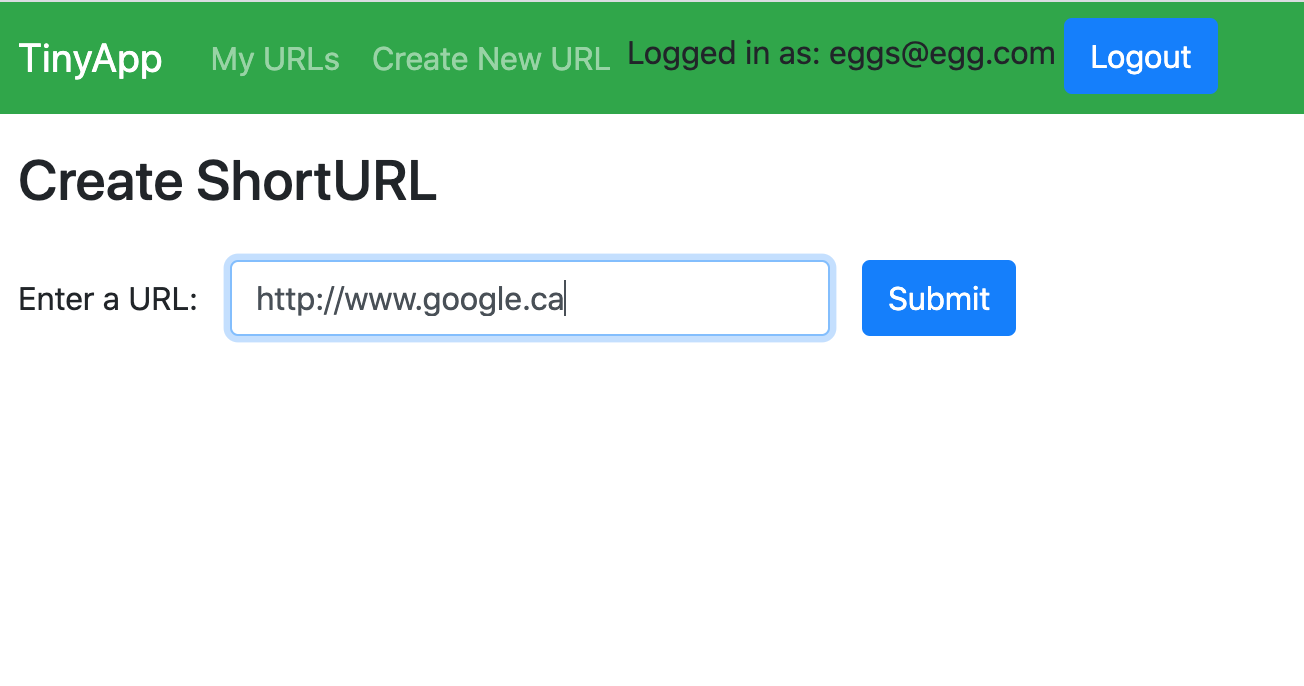 TinyApp My URLs Create New URL Logged in as: eggs@egg.com Logout
Create ShortURL
Enter a URL: http://www.google.ca Submit